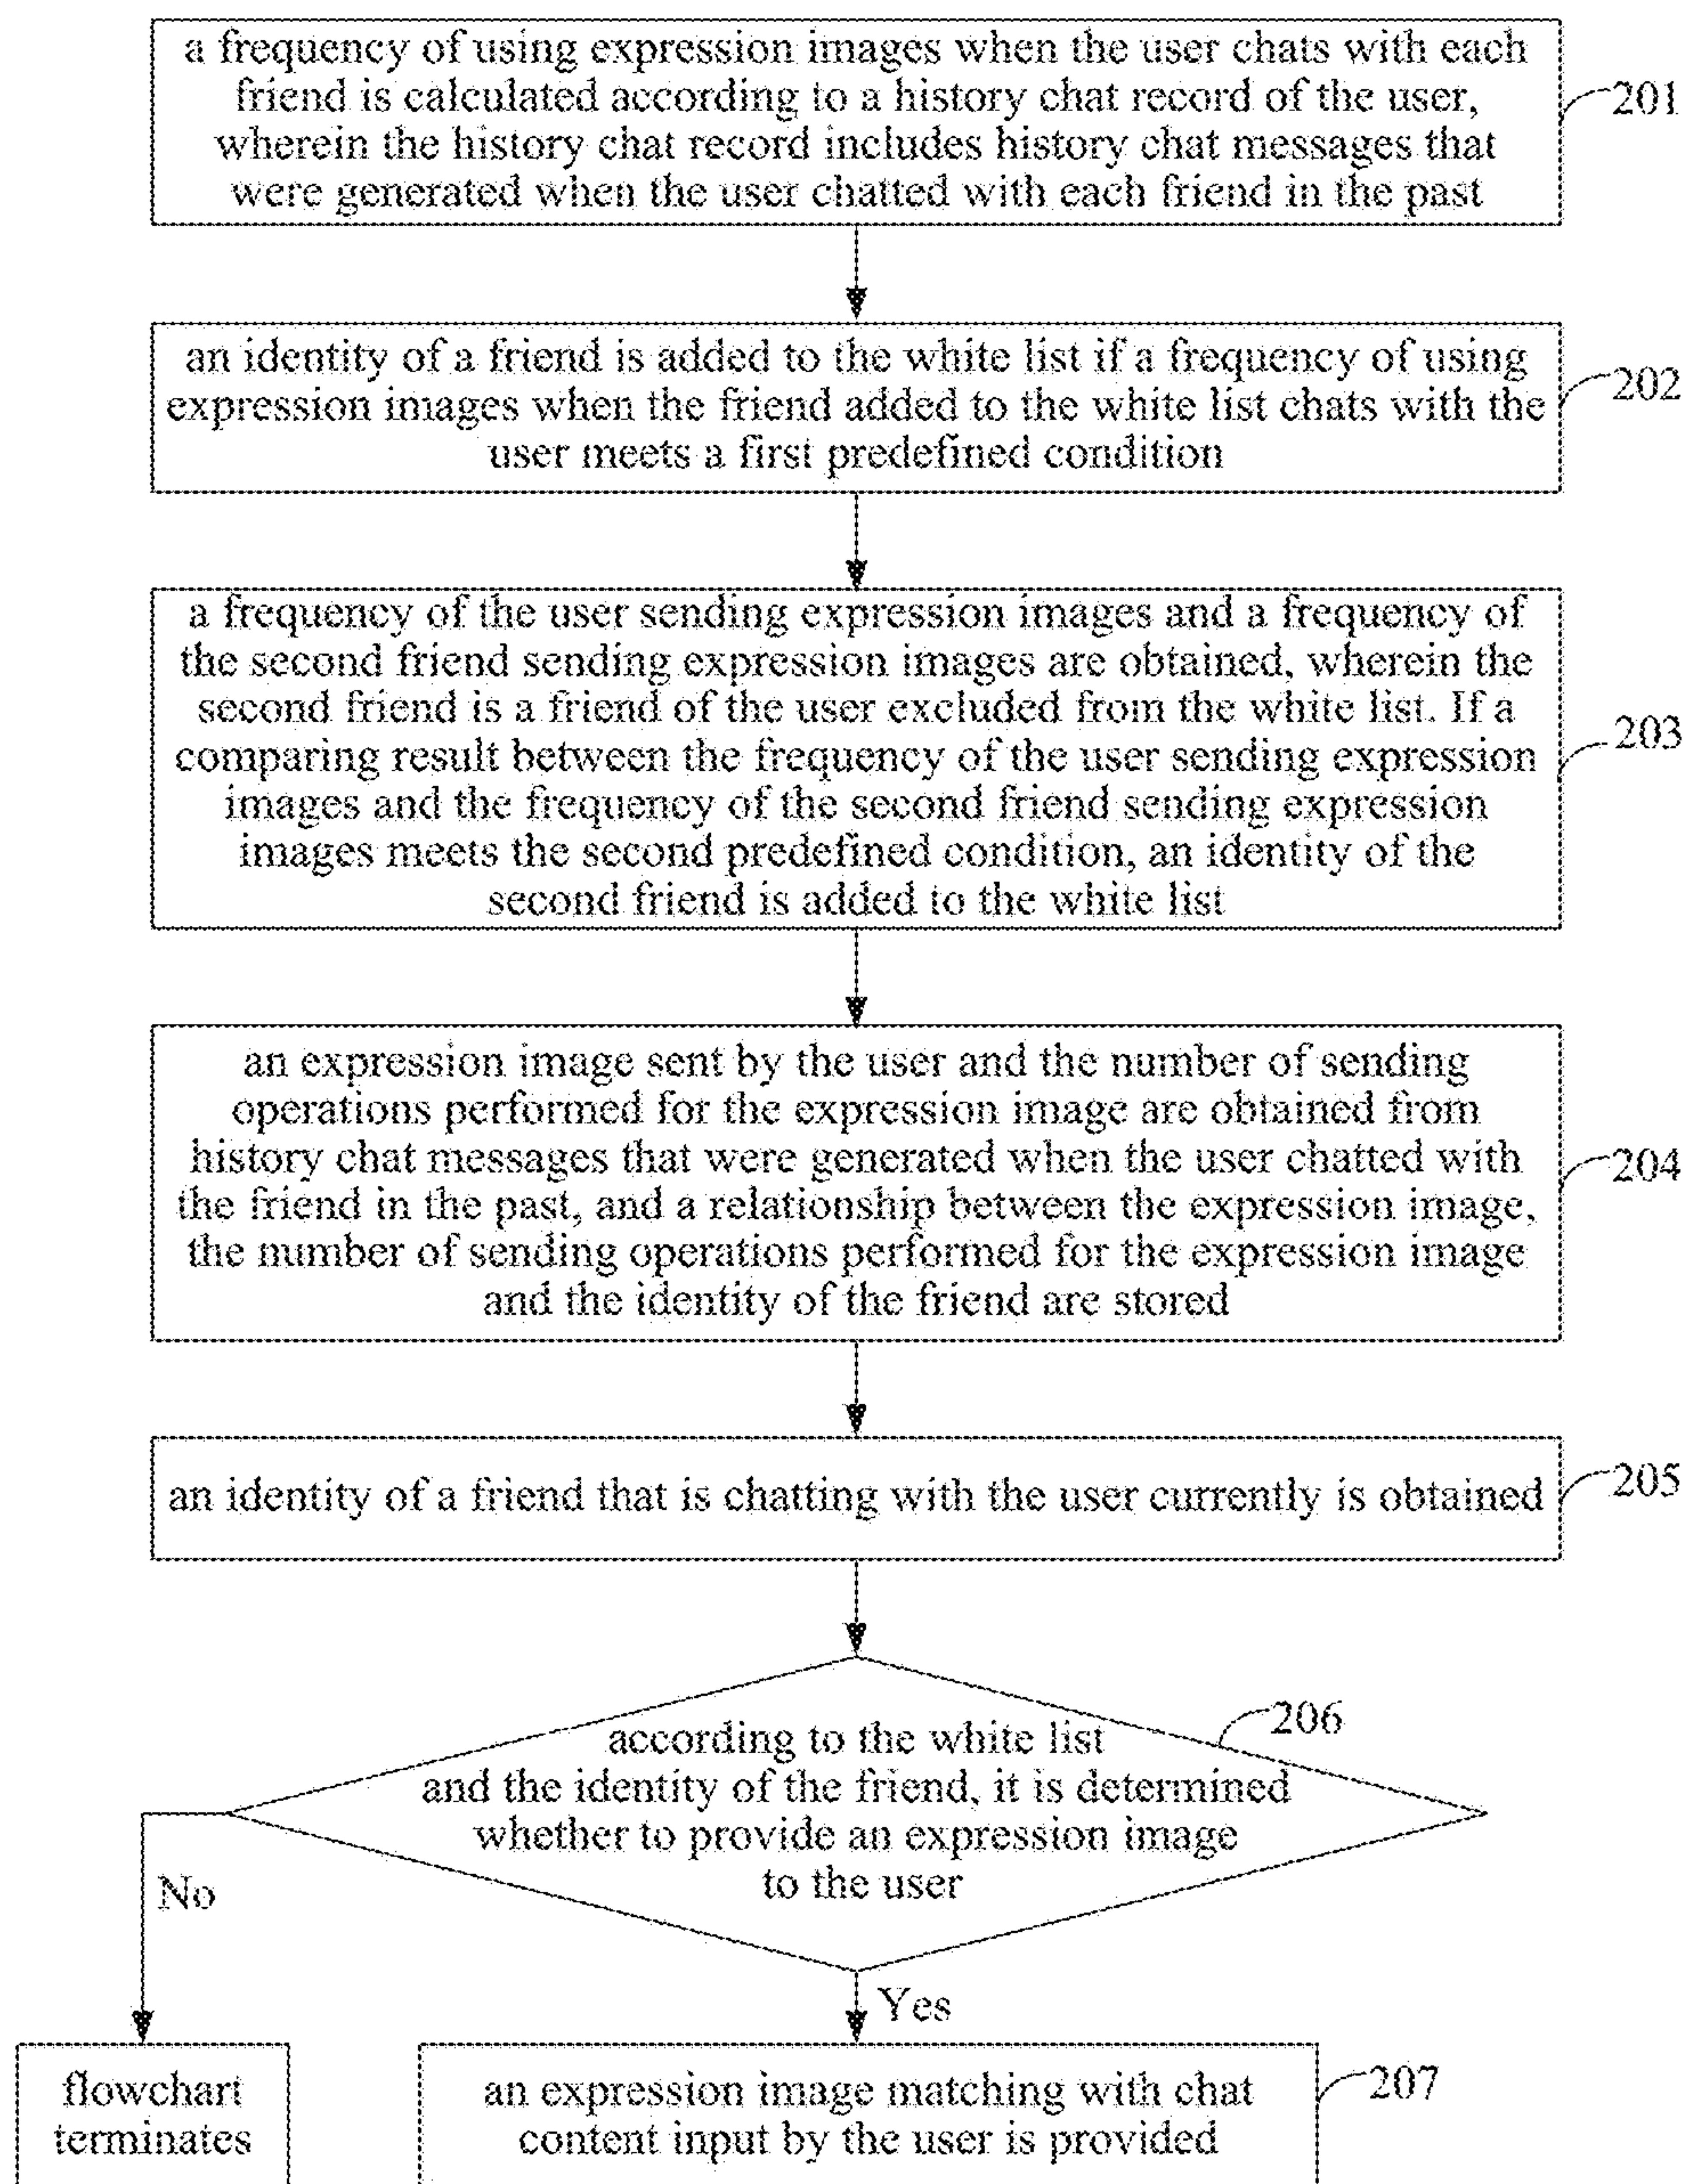 a frequency of using expression images when the user chats with each
friend is calculated according to a history chat record of the user,
wherein the history chat record includes history chat messages that
were generated when the user chatted with each friend in the past
201
an identity of a friend is added to the white list if a frequency of using
expression images when the friend added to the white list chats with the
user meets a first predefined condition
202
a frequency of the user sending expression images and a frequency of
the second friend sending expression images are obtained, wherein the
second friend is a friend of the user excluded from the white list. If a
comparing result between the frequency of the user sending expression
images and the frequency of the second friend sending expression
images meets the second predefined condition, an identity of the
second friend is added to the white list
203
an expression image sent by the user and the number of sending
operations performed for the expression image are obtained from
history chat messages that were generated when the user chatted with
the friend in the past, and a relationship between the expression image,
the number of sending operations performed for the expression image
and the identity of the friend are stored
204
an identity of a friend that is chatting with the user currently is obtained
205
according to the white list
and the identity of the friend, it is determined
whether to provide an expression image
to the user
206
No
Yes
flowchart
terminates
an expression image matching with chat
content input by the user is provided
207